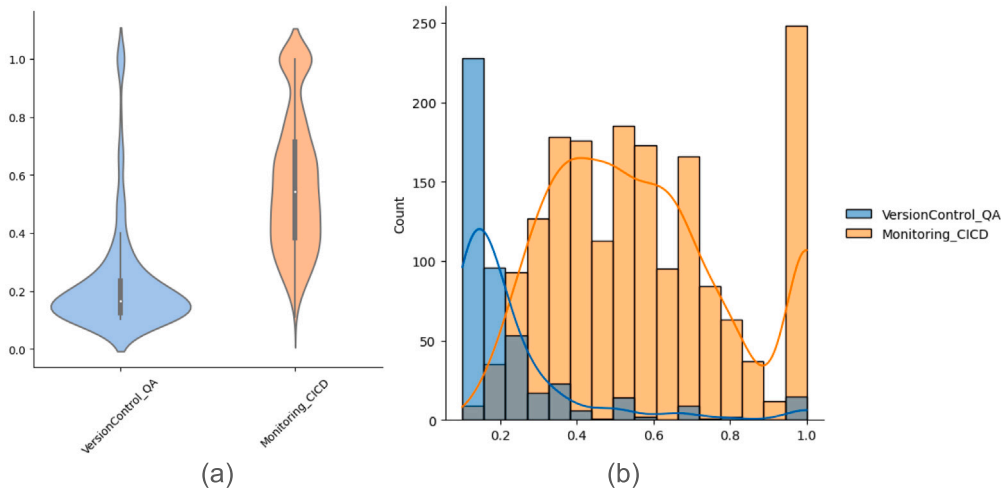 1.0
0.8
0.6
0.4
0.2
0.0
VersionControl_QA
Monitoring_CICD
(a)
250
200
150
100
50
0
Count
0.2 0.4 0.6 0.8 1.0
VersionControl_QA
Monitoring_CICD
(b)